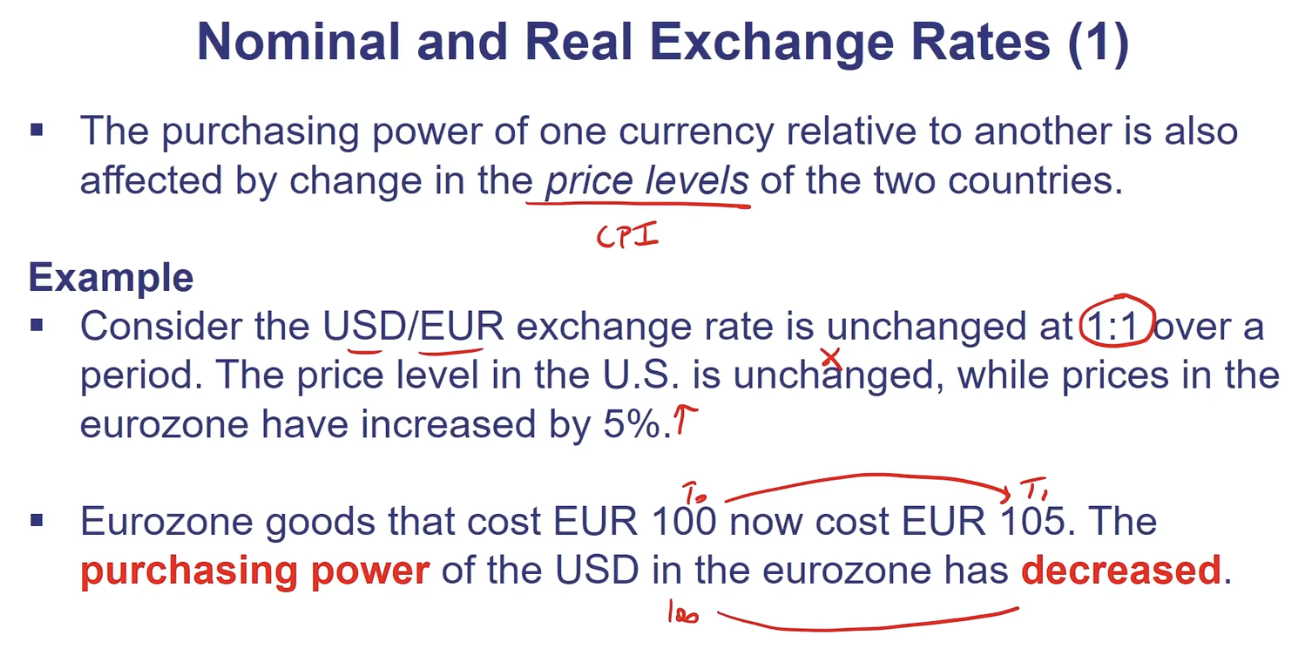 Nominal and Real Exchange Rates (1)
▪ The purchasing power of one currency relative to another is also
affected by change in the price levels of the two countries.
CPI
Example
▪ Consider the USD/EUR exchange rate is unchanged at 1:1 over a
period. The price level in the U.S. is unchanged, while prices in the
eurozone have increased by 5%.↑
T₀ T₁
▪ Eurozone goods that cost EUR 100 now cost EUR 105. The
purchasing power of the USD in the eurozone has decreased.
100